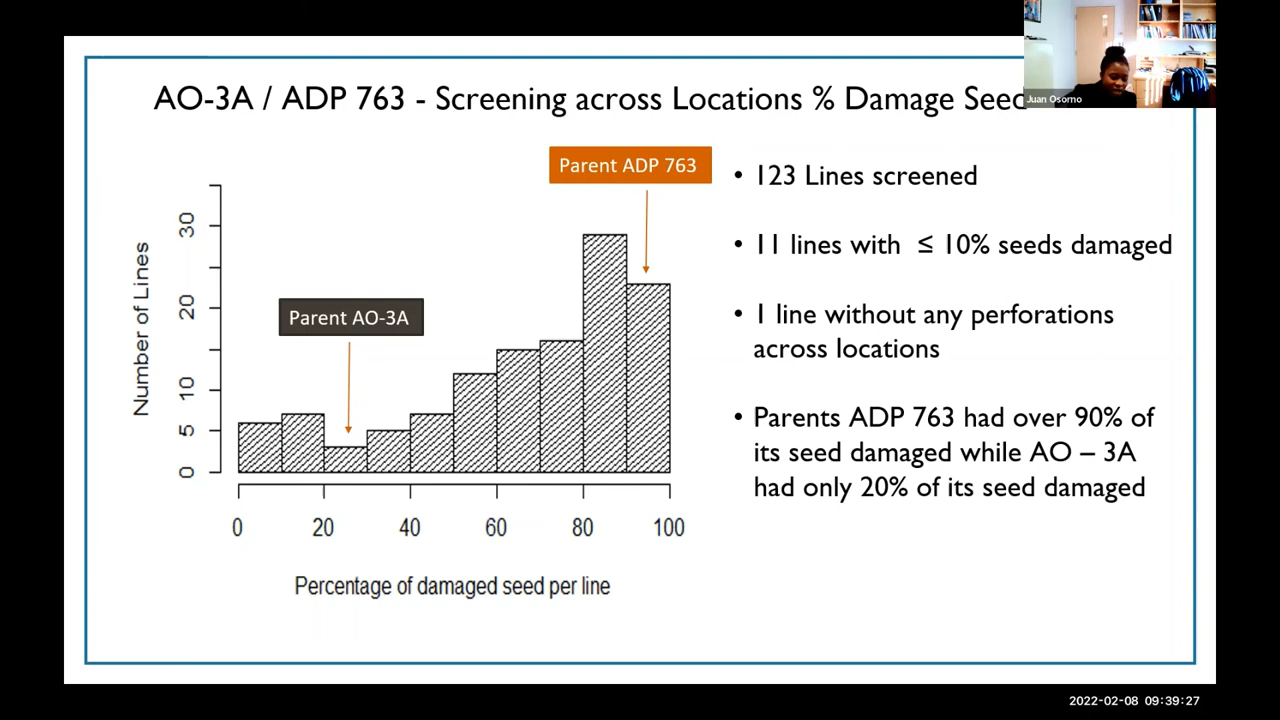 AO-3A / ADP 763 - Screening across Locations % Damage Seed
Juan Osorno
Parent ADP 763
Parent AO-3A
Number of Lines
30
20
10
5
0
0 20 40 60 80 100
Percentage of damaged seed per line
• 123 Lines screened
• 11 lines with ≤ 10% seeds damaged
• 1 line without any perforations
across locations
• Parents ADP 763 had over 90% of
its seed damaged while AO – 3A
had only 20% of its seed damaged
2022-02-08 09:39:27